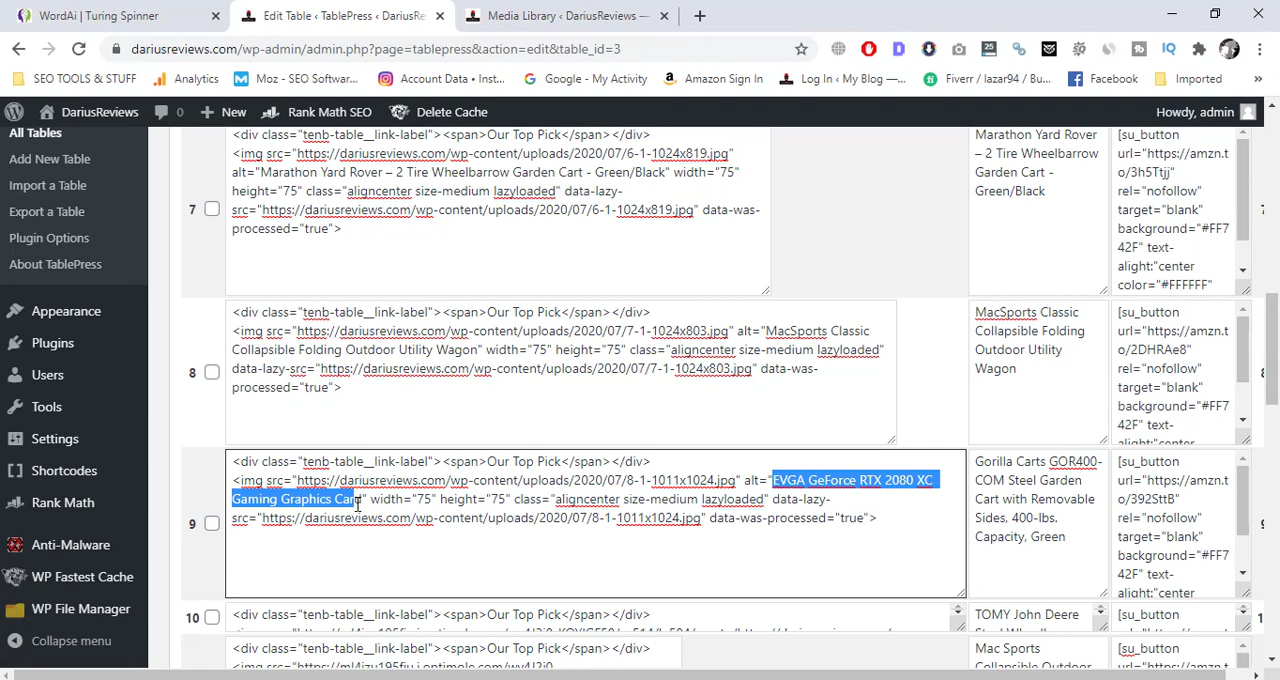 WordAi | Turing Spinner
Edit Table ‹ TablePress ‹ DariusR
Media Library ‹ DariusReviews —
dariusreviews.com/wp-admin/admin.php?page=tablepress&action=edit&table_id=3
SEO TOOLS & STUFF
Analytics
Moz - SEO Software...
Account Data • Inst...
Google - My Activity
Amazon Sign In
Log In ‹ My Blog —...
Fiverr / lazar94 / Bu...
Facebook
Imported
»
DariusReviews
0
New
Rank Math SEO
Delete Cache
Howdy, admin
All Tables
Add New Table
Import a Table
Export a Table
Plugin Options
About TablePress
Appearance
Plugins
Users
Tools
Settings
Shortcodes
Rank Math
Anti-Malware
WP Fastest Cache
WP File Manager
Collapse menu
7
<div class="tenb-table__link-label"><span>Our Top Pick</span></div>
<img src="https://dariusreviews.com/wp-content/uploads/2020/07/6-1-1024x819.jpg"
alt="Marathon Yard Rover – 2 Tire Wheelbarrow Garden Cart - Green/Black" width="75"
height="75" class="aligncenter size-medium lazyloaded" data-lazy-
src="https://dariusreviews.com/wp-content/uploads/2020/07/6-1-1024x819.jpg" data-was-
processed="true">
Marathon Yard Rover
– 2 Tire Wheelbarrow
Garden Cart -
Green/Black
[su_button
url="https://amzn.t
o/3h5Ttjj"
rel="nofollow"
target="blank"
background="#FF7
42F" text-
alight:"center
color="#FFFFFF"
7
8
<div class="tenb-table__link-label"><span>Our Top Pick</span></div>
<img src="https://dariusreviews.com/wp-content/uploads/2020/07/7-1-1024x803.jpg" alt="MacSports Classic
Collapsible Folding Outdoor Utility Wagon" width="75" height="75" class="aligncenter size-medium lazyloaded"
data-lazy-src="https://dariusreviews.com/wp-content/uploads/2020/07/7-1-1024x803.jpg" data-was-
processed="true">
MacSports Classic
Collapsible Folding
Outdoor Utility
Wagon
[su_button
url="https://amzn.t
o/2DHRAe8"
rel="nofollow"
target="blank"
background="#FF7
42F" text-
8
9
<div class="tenb-table__link-label"><span>Our Top Pick</span></div>
<img src="https://dariusreviews.com/wp-content/uploads/2020/07/8-1-1011x1024.jpg" alt="EVGA GeForce RTX 2080 XC
Gaming Graphics Card" width="75" height="75" class="aligncenter size-medium lazyloaded" data-lazy-
src="https://dariusreviews.com/wp-content/uploads/2020/07/8-1-1011x1024.jpg" data-was-processed="true">
Gorilla Carts GOR400-
COM Steel Garden
Cart with Removable
Sides, 400-lbs.
Capacity, Green
[su_button
url="https://amzn.t
o/392SttB"
rel="nofollow"
target="blank"
background="#FF7
42F" text-
9
10
<div class="tenb-table__link-label"><span>Our Top Pick</span></div>
TOMY John Deere
[su_button
<div class="tenb-table__link-label"><span>Our Top Pick</span></div>
Mac Sports
Collapsible Outdoor
[su_button